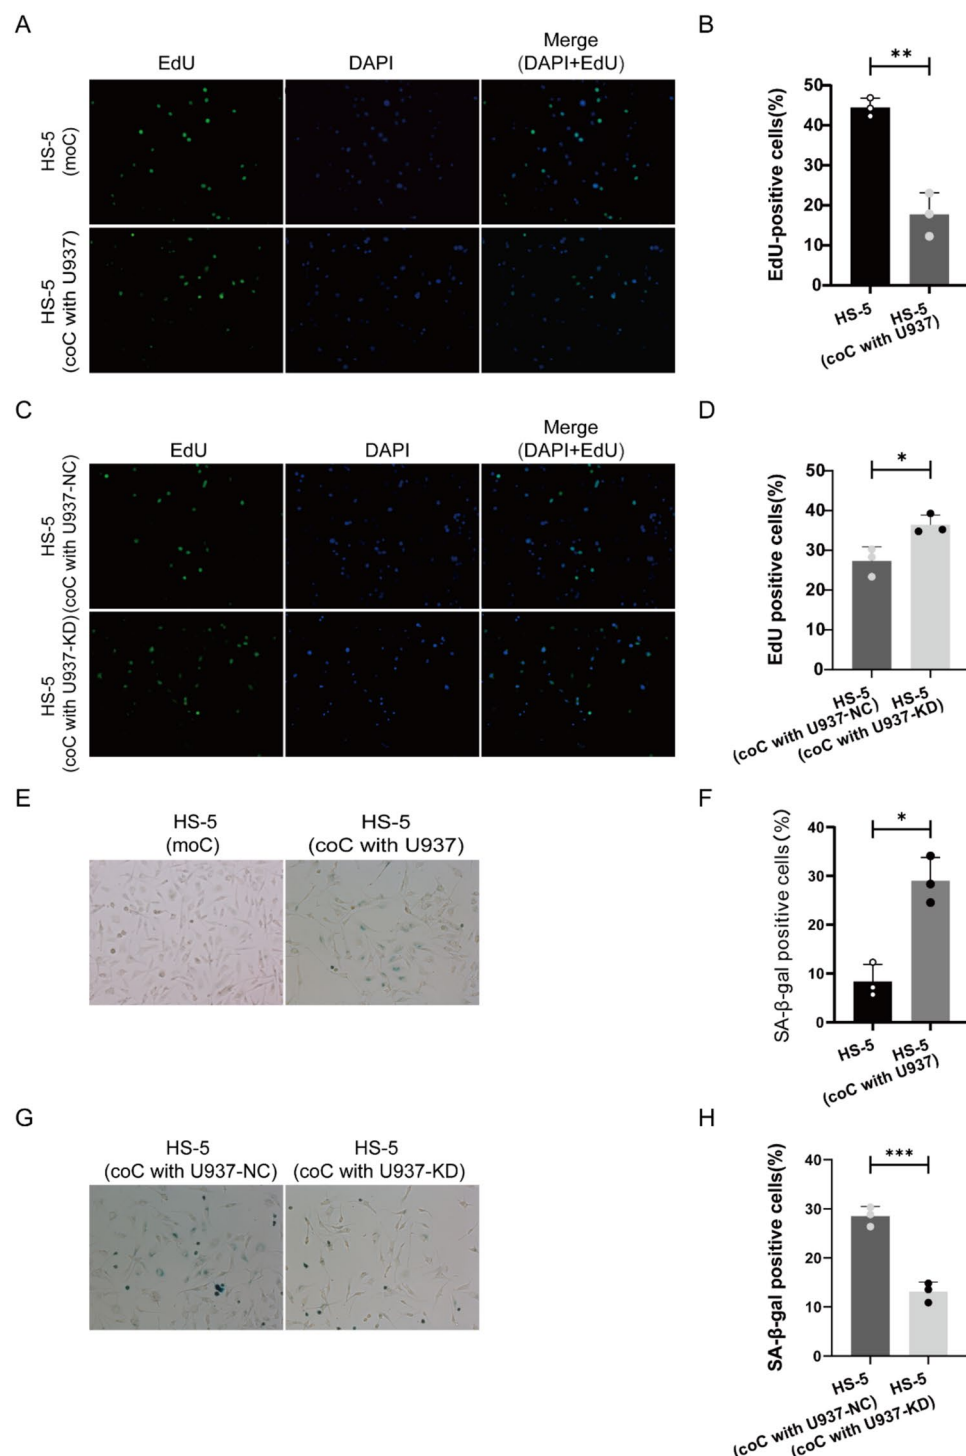 A
EdU
DAPI
Merge
(DAPI+EdU)
HS-5
(moC)
HS-5
(coC with U937)
B
**
EdU-positive cells(%)
50
40
30
20
10
0
HS-5
HS-5
(coC with U937)
C
EdU
DAPI
Merge
(DAPI+EdU)
HS-5
(coC with U937-NC)
HS-5
(coC with U937-KD)
D
*
EdU positive cells(%)
50
40
30
20
10
0
HS-5
(coC with U937-NC)
HS-5
(coC with U937-KD)
E
HS-5
(moC)
HS-5
(coC with U937)
F
*
SA-β-gal positive cells(%)
40
30
20
10
0
HS-5
HS-5
(coC with U937)
G
HS-5
(coC with U937-NC)
HS-5
(coC with U937-KD)
H
***
SA-β-gal positive cells(%)
40
30
20
10
0
HS-5
(coC with U937-NC)
HS-5
(coC with U937-KD)